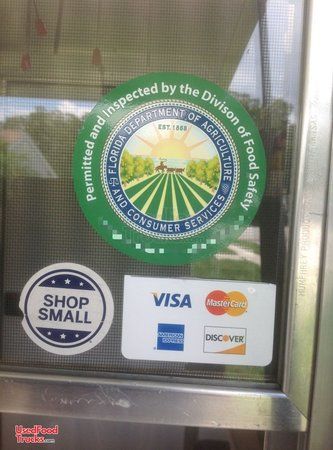 Permitted and Inspected by the Divison of Food Safety
FLORIDA DEPARTMENT OF AGRICULTURE
AND CONSUMER SERVICES
EST. 1868
SHOP
SMALL
VISA
MasterCard
AMERICAN
EXPRESS
DISCOVER
UsedFood
Trucks.com